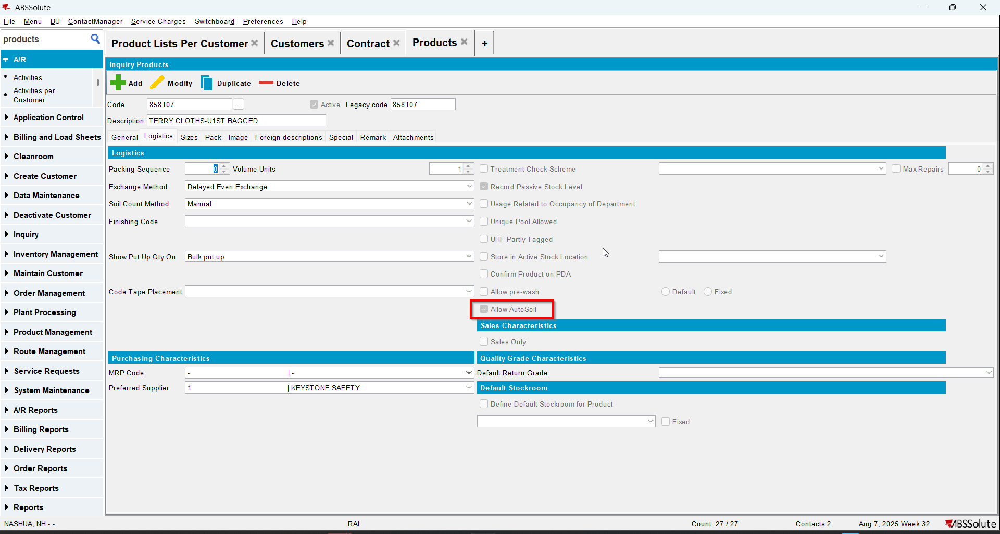 ABSSolute
File Menu BU ContactManager Service Charges Switchboard Preferences Help
products
Product Lists Per Customer Customers Contract Products +
A/R
Activities
Activities per
Customer
Application Control
Billing and Load Sheets
Cleanroom
Create Customer
Data Maintenance
Deactivate Customer
Inquiry
Inventory Management
Maintain Customer
Order Management
Plant Processing
Product Management
Route Management
Service Requests
System Maintenance
A/R Reports
Billing Reports
Delivery Reports
Order Reports
Tax Reports
Reports
Inquiry Products
Add Modify Duplicate Delete
Code 858107 ... Active Legacy code 858107
Description TERRY CLOTHS-U1ST BAGGED
General Logistics Sizes Pack Image Foreign descriptions Special Remark Attachments
Logistics
Packing Sequence 0 Volume Units 1 Treatment Check Scheme Max Repairs 0
Exchange Method Delayed Even Exchange Record Passive Stock Level
Soil Count Method Manual Usage Related to Occupancy of Department
Finishing Code Unique Pool Allowed
UHF Partly Tagged
Show Put Up Qty On Bulk put up Store in Active Stock Location
Confirm Product on PDA
Code Tape Placement Allow pre-wash Default Fixed
Allow AutoSoil
Sales Characteristics
Sales Only
Purchasing Characteristics Quality Grade Characteristics
MRP Code - | - Default Return Grade
Preferred Supplier 1 | KEYSTONE SAFETY Default Stockroom
Define Default Stockroom for Product
Fixed
NASHUA, NH - - RAL Count: 27 / 27 Contacts 2 Aug 7, 2025 Week 32 ABSSolute